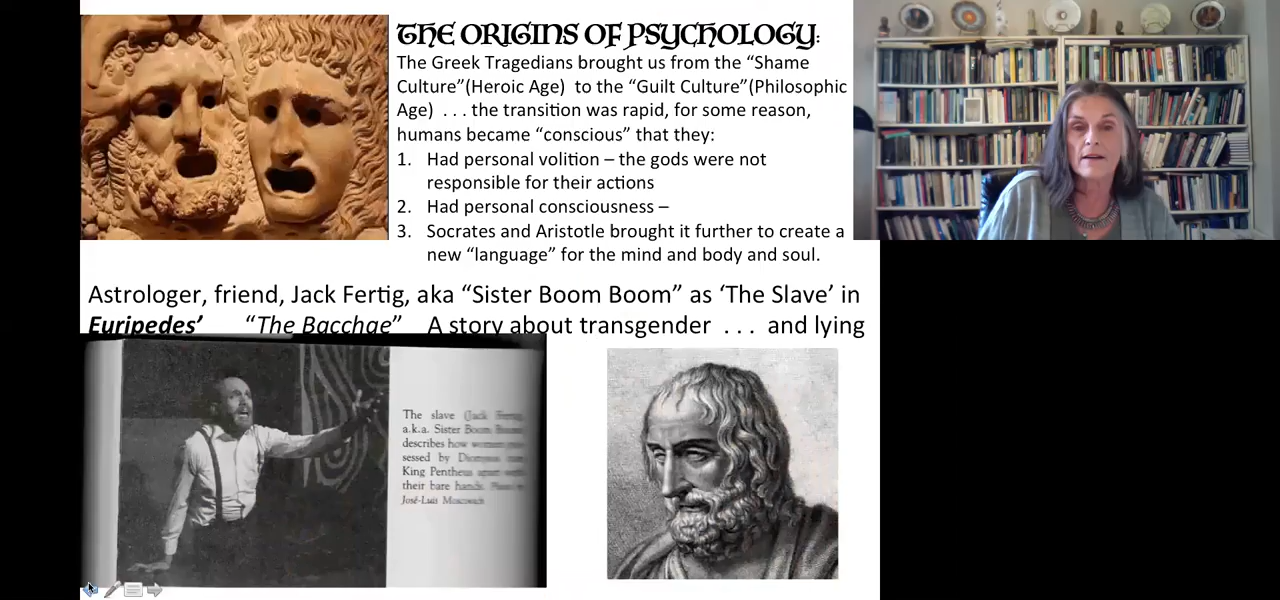 THE ORIGINS OF PSYCHOLOGY:
The Greek Tragedians brought us from the “Shame
Culture”(Heroic Age) to the “Guilt Culture”(Philosophic
Age) . . . the transition was rapid, for some reason,
humans became “conscious” that they:
1. Had personal volition – the gods were not
responsible for their actions
2. Had personal consciousness –
3. Socrates and Aristotle brought it further to create a
new “language” for the mind and body and soul.
Astrologer, friend, Jack Fertig, aka “Sister Boom Boom” as ‘The Slave’ in
Euripedes’ “The Bacchae” A story about transgender . . . and lying
The slave (Jack Fertig,
a.k.a. Sister Boom Boom)
describes how women
sessed by Dionysus
King Pentheus apart with
their bare hands.
José-Luis Moscovich